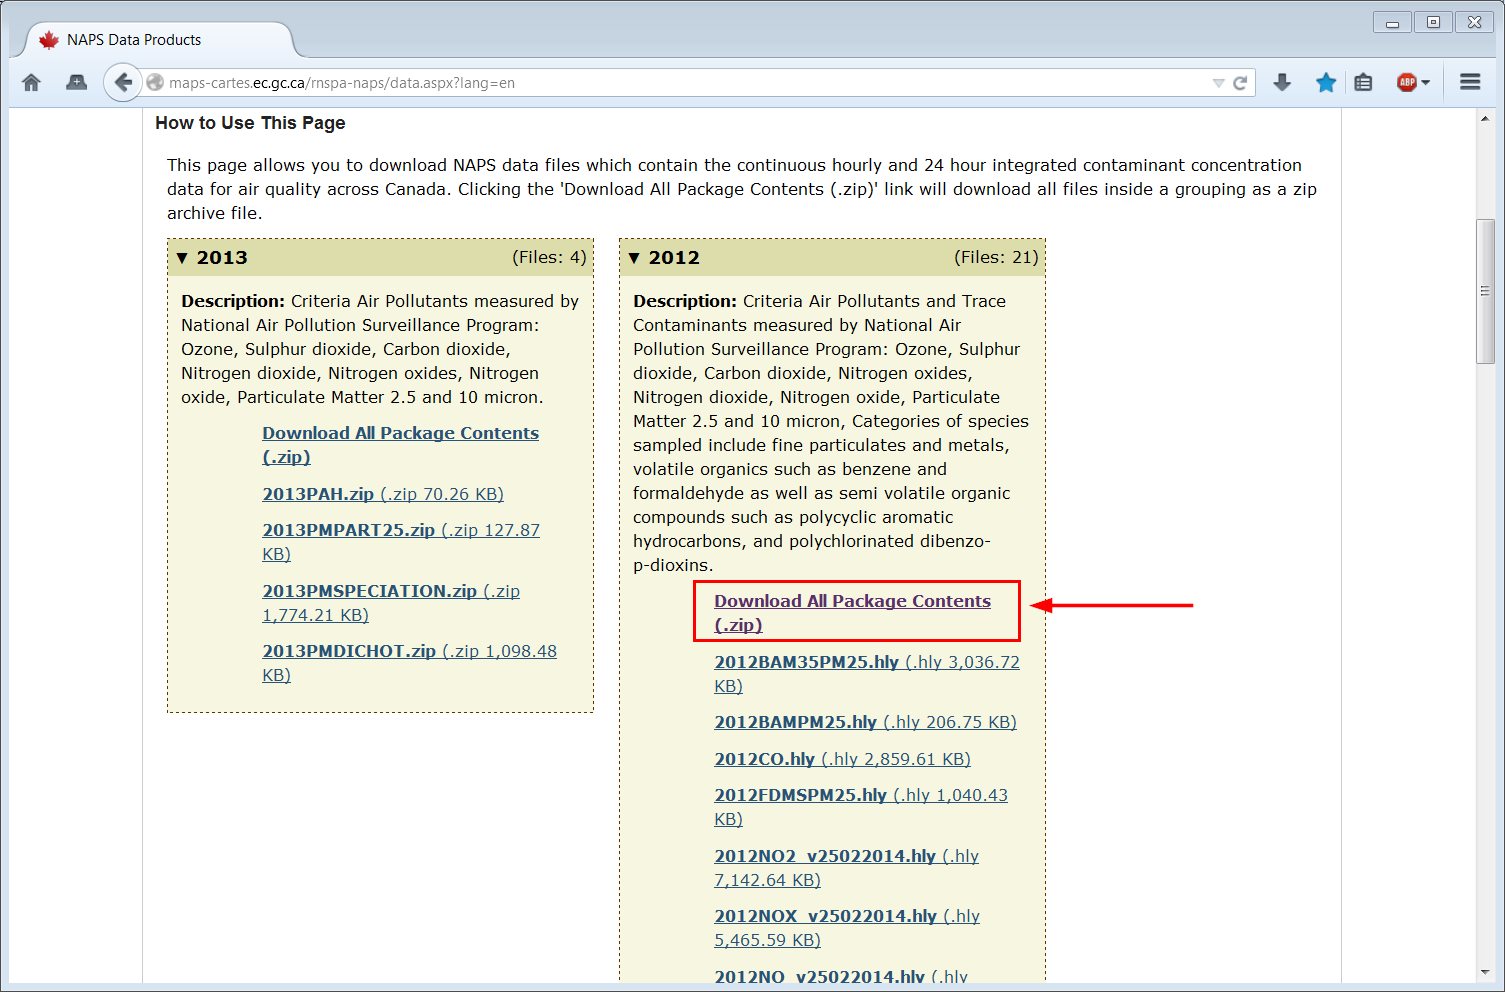 NAPS Data Products
maps-cartes.ec.gc.ca/rnspa-naps/data.aspx?lang=en
ABP
How to Use This Page
This page allows you to download NAPS data files which contain the continuous hourly and 24 hour integrated contaminant concentration
data for air quality across Canada. Clicking the 'Download All Package Contents (.zip)' link will download all files inside a grouping as a zip
archive file.
▼ 2013 (Files: 4)
Description: Criteria Air Pollutants measured by
National Air Pollution Surveillance Program:
Ozone, Sulphur dioxide, Carbon dioxide,
Nitrogen dioxide, Nitrogen oxides, Nitrogen
oxide, Particulate Matter 2.5 and 10 micron.
Download All Package Contents
(.zip)
2013PAH.zip (.zip 70.26 KB)
2013PMPART25.zip (.zip 127.87
KB)
2013PMSPECIATION.zip (.zip
1,774.21 KB)
2013PMDICHOT.zip (.zip 1,098.48
KB)
▼ 2012 (Files: 21)
Description: Criteria Air Pollutants and Trace
Contaminants measured by National Air
Pollution Surveillance Program: Ozone, Sulphur
dioxide, Carbon dioxide, Nitrogen oxides,
Nitrogen dioxide, Nitrogen oxide, Particulate
Matter 2.5 and 10 micron, Categories of species
sampled include fine particulates and metals,
volatile organics such as benzene and
formaldehyde as well as semi volatile organic
compounds such as polycyclic aromatic
hydrocarbons, and polychlorinated dibenzo-
p-dioxins.
Download All Package Contents
(.zip)
2012BAM35PM25.hly (.hly 3,036.72
KB)
2012BAMPM25.hly (.hly 206.75 KB)
2012CO.hly (.hly 2,859.61 KB)
2012FDMSPM25.hly (.hly 1,040.43
KB)
2012NO2_v25022014.hly (.hly
7,142.64 KB)
2012NOX_v25022014.hly (.hly
5,465.59 KB)
2012NO_v25022014.hly (.hly